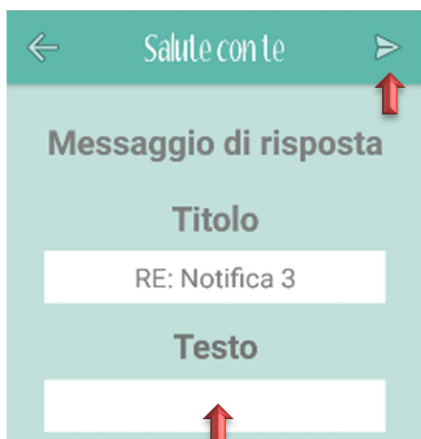 Salute con te
Messaggio di risposta
Titolo
RE: Notifica 3
Testo